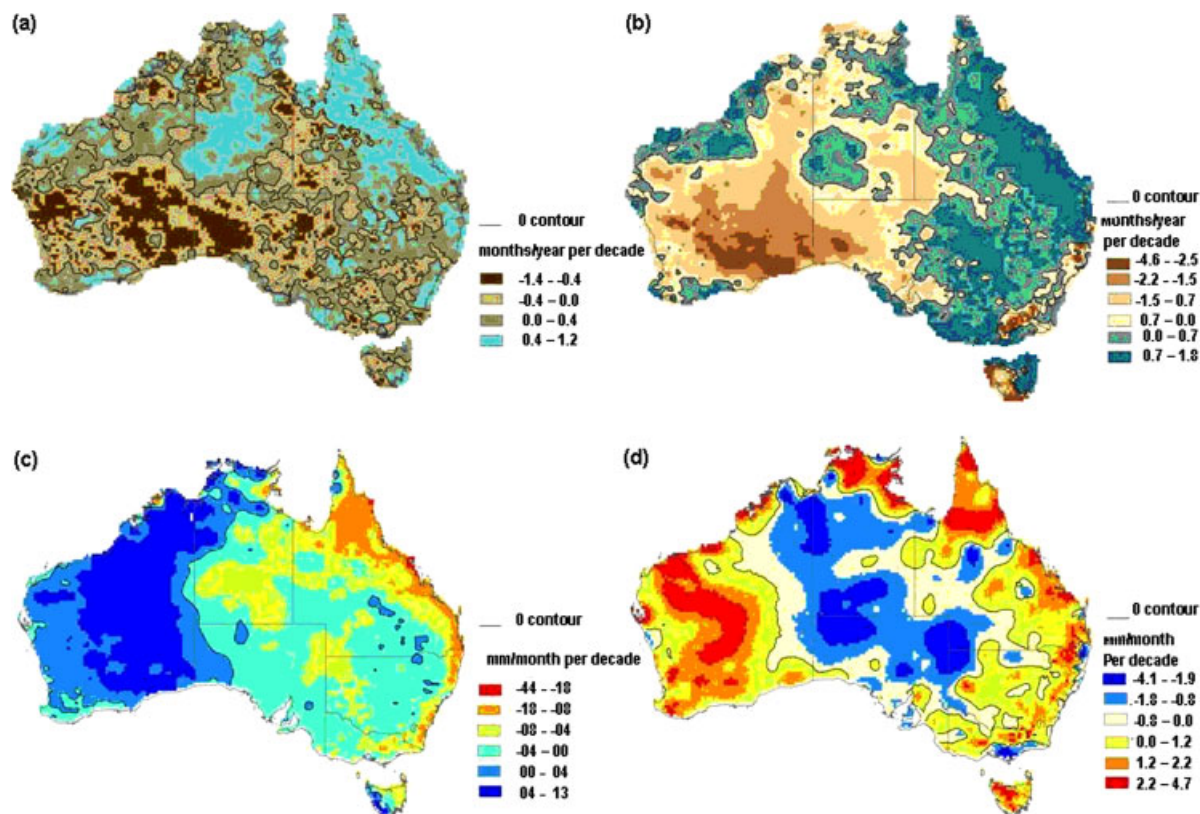 (a)
0 contour
months/year per decade
-1.4 – -0.4
-0.4 – 0.0
0.0 – 0.4
0.4 – 1.2
(b)
0 contour
months/year
per decade
-4.6 – -2.5
-2.2 – -1.5
-1.5 – 0.7
0.7 – 0.0
0.0 – 0.7
0.7 – 1.8
(c)
0 contour
mm/month per decade
-44 – -18
-18 – -08
-08 – -04
-04 – 00
00 – 04
04 – 13
(d)
0 contour
mm/month
Per decade
-4.1 – -1.9
-1.8 – -0.8
-0.8 – 0.0
0.0 – 1.2
1.2 – 2.2
2.2 – 4.7